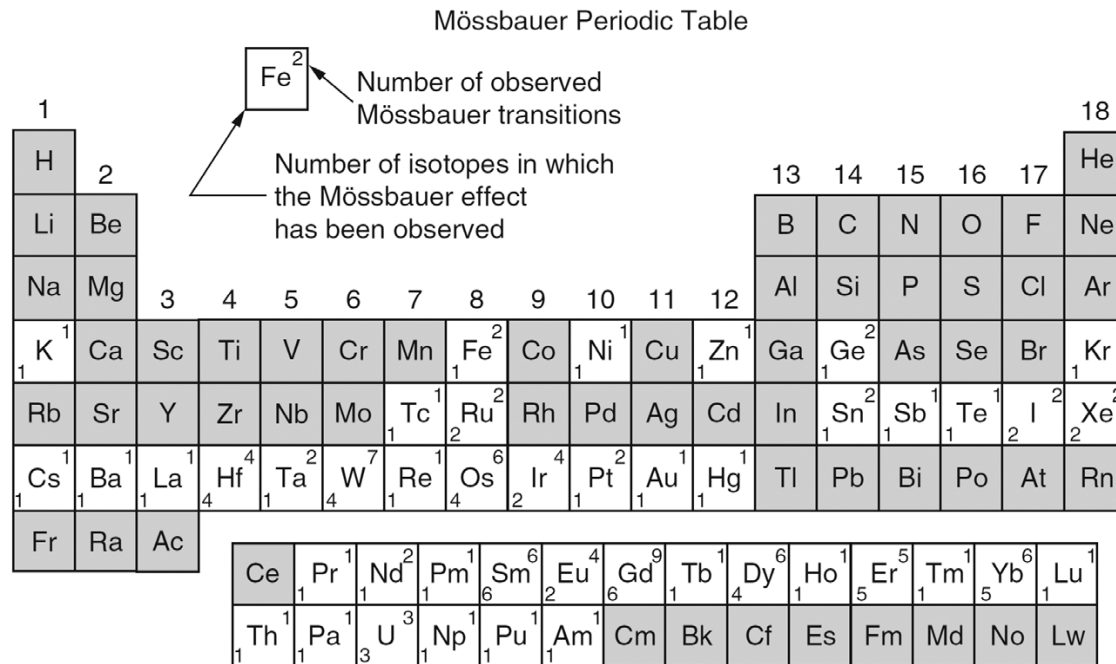 Mössbauer Periodic Table
Fe 2
Number of observed
Mössbauer transitions
Number of isotopes in which
the Mössbauer effect
has been observed
1 18
H He
2 13 14 15 16 17
Li Be B C N O F Ne
Na Mg Al Si P S Cl Ar
3 4 5 6 7 8 9 10 11 12
K 1 Ca Sc Ti V Cr Mn Fe 2 Co Ni 1 Cu Zn 1 Ga Ge 2 As Se Br Kr 1
1 1 1 1 1 1
Rb Sr Y Zr Nb Mo Tc 1 Ru 2 Rh Pd Ag Cd In Sn 2 Sb 1 Te 1 I 2 Xe 2
1 2 1 1 1 2 2
Cs 1 Ba 1 La 1 Hf 4 Ta 2 W 7 Re 1 Os 6 Ir 4 Pt 2 Au 1 Hg 1 Tl Pb Bi Po At Rn
1 1 1 4 1 4 1 4 2 1 1 1
Fr Ra Ac
Ce Pr 1 Nd 2 Pm 1 Sm 6 Eu 4 Gd 9 Tb 1 Dy 6 Ho 1 Er 5 Tm 1 Yb 6 Lu 1
1 1 1 6 2 6 1 4 1 5 1 5 1
Th 1 Pa 1 U 3 Np 1 Pu 1 Am 1 Cm Bk Cf Es Fm Md No Lw
1 1 3 1 1 1